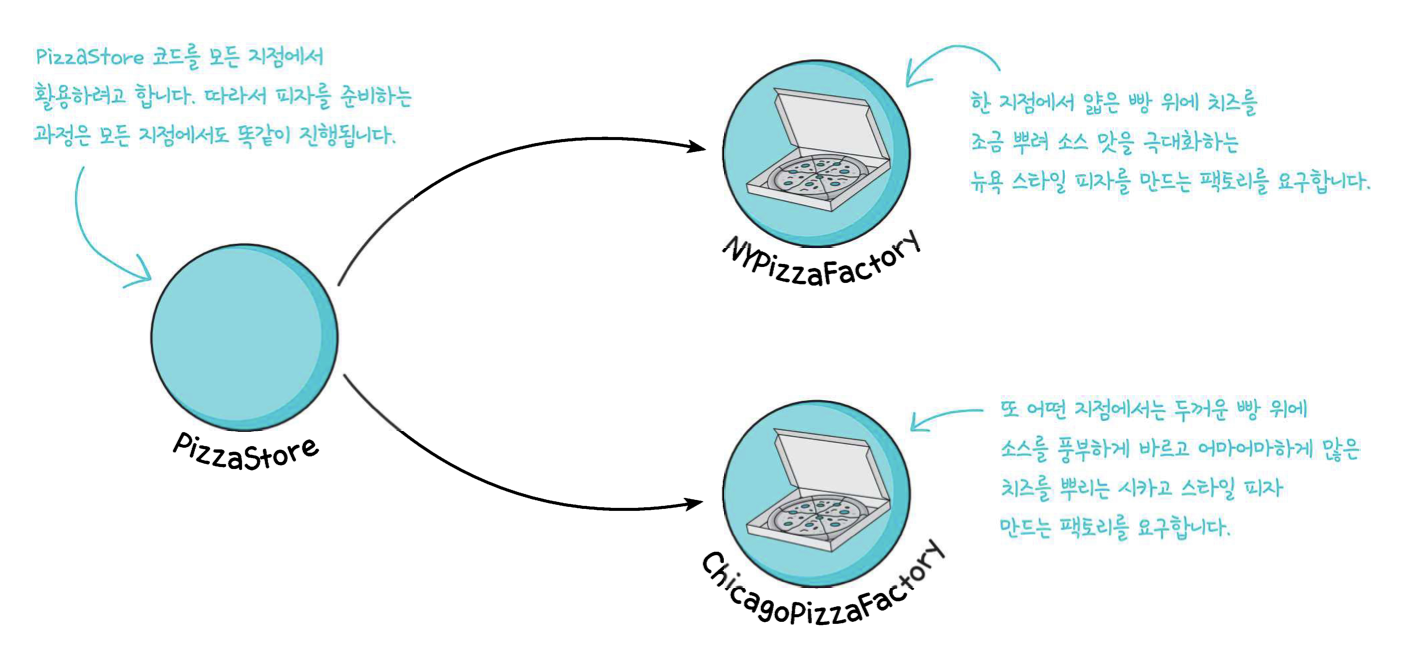 PizzaStore 코드를 모든 지점에서
활용하려고 합니다. 따라서 피자를 준비하는
과정은 모든 지점에서도 똑같이 진행됩니다.
PizzaStore
한 지점에서 얇은 빵 위에 치즈를
조금 뿌려 소스 맛을 극대화하는
뉴욕 스타일 피자를 만드는 팩토리를 요구합니다.
NYPizzaFactory
또 어떤 지점에서는 두꺼운 빵 위에
소스를 풍부하게 바르고 어마어마하게 많은
치즈를 뿌리는 시카고 스타일 피자
만드는 팩토리를 요구합니다.
ChicagoPizzaFactory